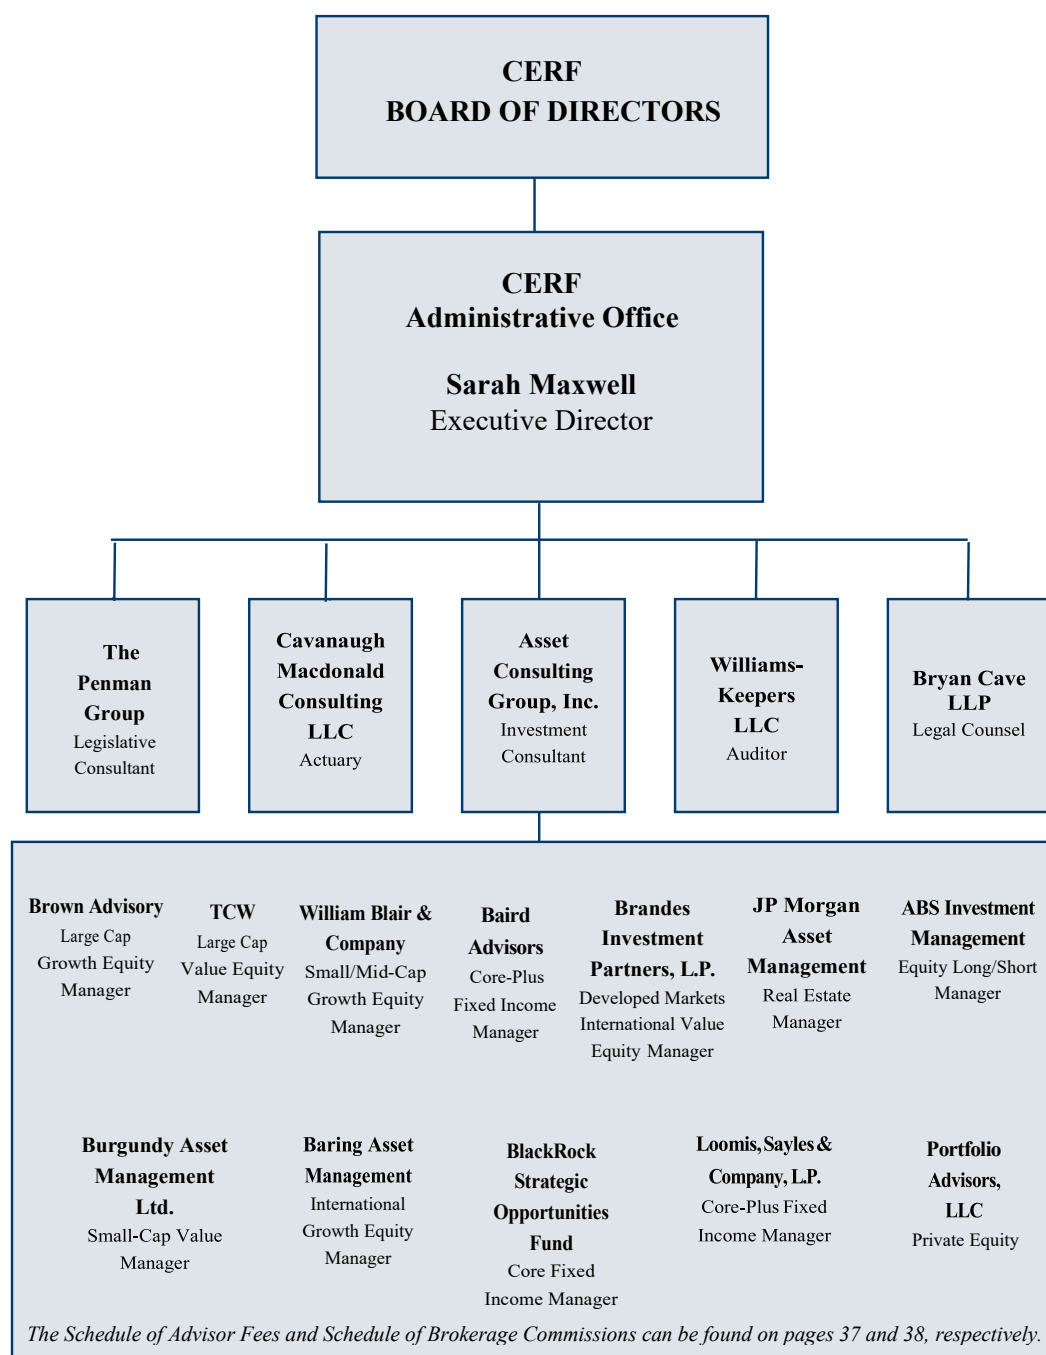 CERF
BOARD OF DIRECTORS
CERF
Administrative Office
Sarah Maxwell
Executive Director
The
Penman
Group
Legislative
Consultant
Cavanaugh
Macdonald
Consulting
LLC
Actuary
Asset
Consulting
Group, Inc.
Investment
Consultant
Williams-
Keepers
LLC
Auditor
Bryan Cave
LLP
Legal Counsel
Brown Advisory
Large Cap
Growth Equity
Manager
TCW
Large Cap
Value Equity
Manager
William Blair &
Company
Small/Mid-Cap
Growth Equity
Manager
Baird
Advisors
Core-Plus
Fixed Income
Manager
Brandes
Investment
Partners, L.P.
Developed Markets
International Value
Equity Manager
JP Morgan
Asset
Management
Real Estate
Manager
ABS Investment
Management
Equity Long/Short
Manager
Burgundy Asset
Management
Ltd.
Small-Cap Value
Manager
Baring Asset
Management
International
Growth Equity
Manager
BlackRock
Strategic
Opportunities
Fund
Core Fixed
Income Manager
Loomis, Sayles &
Company, L.P.
Core-Plus Fixed
Income Manager
Portfolio
Advisors,
LLC
Private Equity
The Schedule of Advisor Fees and Schedule of Brokerage Commissions can be found on pages 37 and 38, respectively.